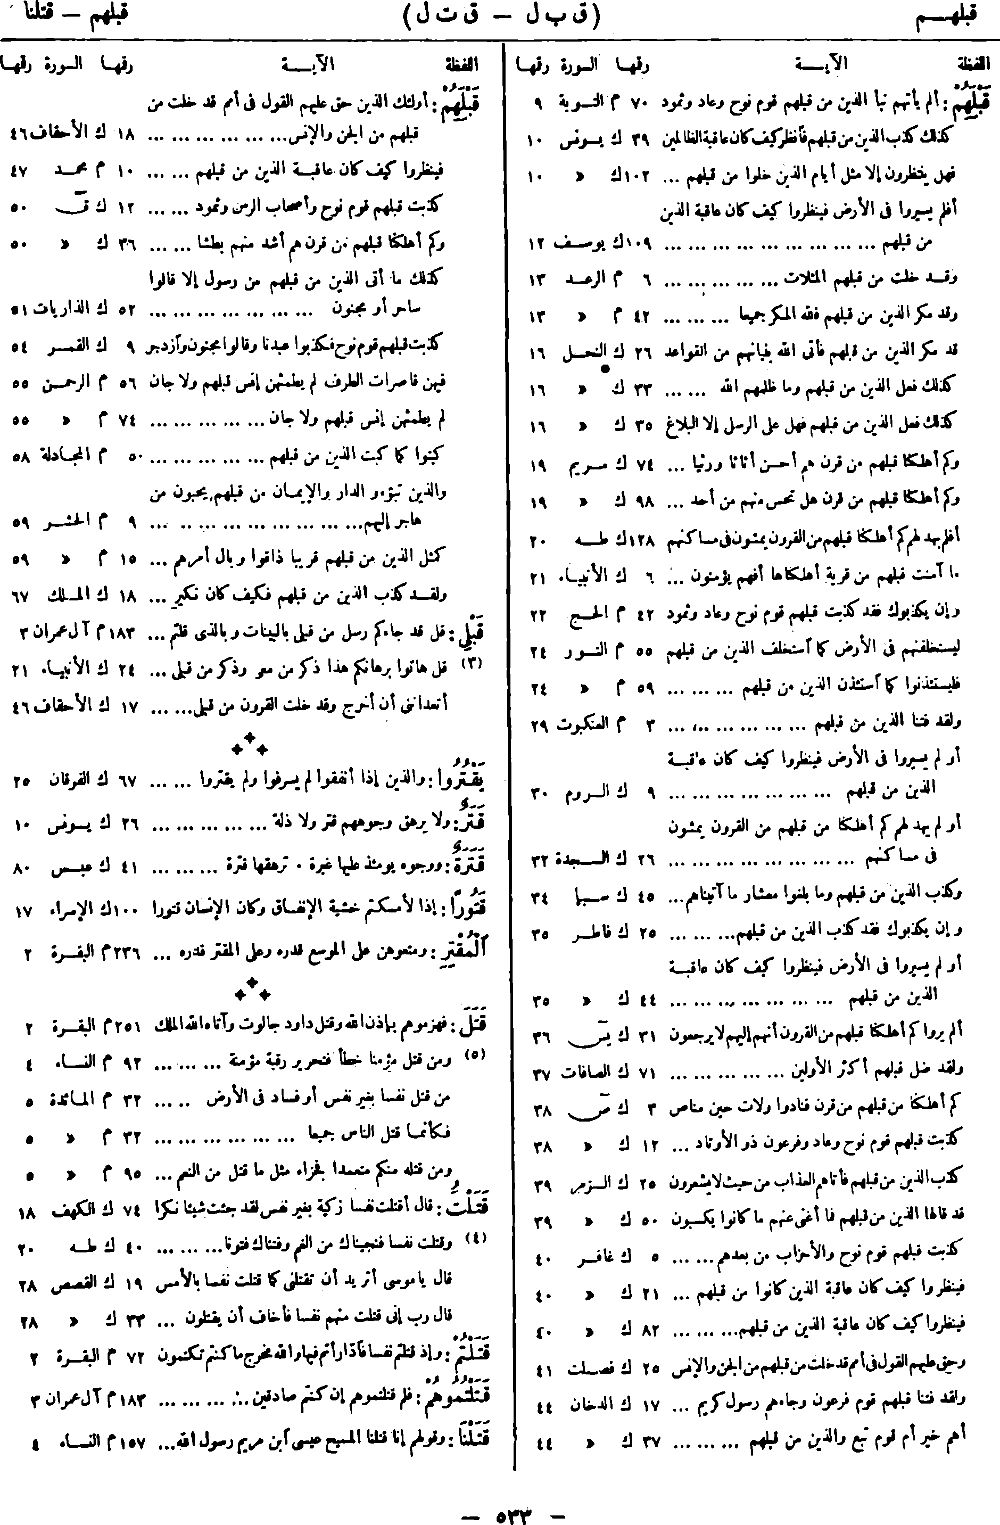 قبلهـــم (ق ب ل — ق ت ل) قبلهم — قتلنا
اللفظة الآيـــة رقها الـورة رقها
قَبْلِهِمْ : ألم يأتهم نبأ الذين من قبلهم قوم نوح وعاد وثمود ٧٠ م التوبة ٩
كذلك كذب الذين من قبلهم فأنظر كيف كان عاقبة الظالمين ٣٩ ك يونس ١٠
فهل ينتظرون إلا مثل أيام الذين خلوا من قبلهم ... ١٠٢ ك » ١٠
أفلم يسيروا فى الأرض فينظروا كيف كان عاقبة الذين
من قبلهم ... ... ... ... ... ... ... ... ١٠٩ ك يوسف ١٢
وقد خلت من قبلهم المثلات ... ... ... ... ٦ م الرعد ١٣
وقد مكر الذين من قبلهم فلله المكر جميعا ... ... ... ٤٢ م » ١٣
قد مكر الذين من قبلهم فأتى الله بنيانهم من القواعد ٢٦ ك النحل ١٦
كذلك فعل الذين من قبلهم وما ظلمهم الله ... ... ٣٣ ك » ١٦
كذلك فعل الذين من قبلهم فهل على الرسل إلا البلاغ ٣٥ ك » ١٦
وكم أهلكنا قبلهم من قرن هم أحسن أثاثا ورئيا ... ٧٤ ك مريم ١٩
وكم أهلكنا قبلهم من قرن هل تحس منهم من أحد ... ٩٨ ك » ١٩
أفلم يهد لهم كم أهلكنا قبلهم من القرون يمشون فى مساكنهم ١٢٨ ك طه ٢٠
ما آمنت قبلهم من قرية أهلكناها أفهم يؤمنون ... ٦ ك الأنبياء ٢١
وإن يكذبوك فقد كذبت قبلهم قوم نوح وعاد وثمود ٤٢ م الحج ٢٢
ليستخلفنهم فى الأرض كما أستخلف الذين من قبلهم ٥٥ م النور ٢٤
فليستئذنوا كما أستئذن الذين من قبلهم ... ... ... ٥٩ م » ٢٤
ولقد فتنا الذين من قبلهم ... ... ... ... ... ... ٣ م العنكبوت ٢٩
أو لم يسيروا فى الأرض فينظروا كيف كان عاقبة
الذين من قبلهم ... ... ... ... ... ... ... ٩ ك الروم ٣٠
أو لم يهد لهم كم أهلكنا من قبلهم من القرون يمشون
فى مساكنهم ... ... ... ... ... ... ... ... ٢٦ ك السجدة ٣٢
وكذب الذين من قبلهم وما بلغوا معشار ما آتيناهم ... ٤٥ ك سبإ ٣٤
وإن يكذبوك فقد كذب الذين من قبلهم ... ... ... ٢٥ ك فاطر ٣٥
أو لم يسيروا فى الأرض فينظروا كيف كان عاقبة
الذين من قبلهم ... ... ... ... ... ... ... ٤٤ ك » ٣٥
ألم يروا كم أهلكنا قبلهم من القرون أنهم إليهم لا يرجعون ٣١ ك يس ٣٦
ولقد ضل قبلهم أكثر الأولين ... ... ... ... ... ٧١ ك الصافات ٣٧
كم أهلكنا من قبلهم من قرن فنادوا ولات حين مناص ٣ ك ص ٣٨
كذبت قبلهم قوم نوح وعاد وفرعون ذو الأوتاد ... ١٢ ك » ٣٨
كذب الذين من قبلهم فأتاهم العذاب من حيث لا يشعرون ٢٥ ك الزمر ٣٩
قد قالها الذين من قبلهم فما أغنى عنهم ما كانوا يكسبون ٥٠ ك » ٣٩
كذبت قبلهم قوم نوح والأحزاب من بعدهم ... ... ٥ ك غافر ٤٠
فينظروا كيف كان عاقبة الذين كانوا من قبلهم ... ٢١ ك » ٤٠
فينظروا كيف كان عاقبة الذين من قبلهم ... ... ... ٨٢ ك » ٤٠
وحق عليهم القول فى أمم قد خلت من قبلهم من الجن والإنس ٢٥ ك فصلت ٤١
ولقد فتنا قبلهم قوم فرعون وجاءهم رسول كريم ... ١٧ ك الدخان ٤٤
أهم خير أم قوم تبع والذين من قبلهم ... ... ... ٣٧ ك » ٤٤
اللفظة الآيـــة رقها الـورة رقها
قَبْلِهِمْ : أولئك الذين حق عليهم القول فى أمم قد خلت من
قبلهم من الجن والإنس ... ... ... ... ... ١٨ ك الأحقاف ٤٦
فينظروا كيف كان عاقبة الذين من قبلهم ... ... ١٠ م محمد ٤٧
كذبت قبلهم قوم نوح وأصحاب الرس وثمود ... ... ١٢ ك ق ٥٠
وكم أهلكنا قبلهم من قرن هم أشد منهم بطشا ... ... ٣٦ ك » ٥٠
كذلك ما أتى الذين من قبلهم من رسول إلا قالوا
ساحر أو مجنون ... ... ... ... ... ... ... ٥٢ ك الذاريات ٥١
كذبت قبلهم قوم نوح فكذبوا عبدنا وقالوا مجنون وأزدجر ٩ ك القمر ٥٤
فيهن قاصرات الطرف لم يطمثهن إنس قبلهم ولا جان ٥٦ م الرحمن ٥٥
لم يطمثهن إنس قبلهم ولا جان ... ... ... ... ... ٧٤ م » ٥٥
كبتوا كما كبت الذين من قبلهم ... ... ... ... ... ٥ م المجادلة ٥٨
والذين تبوّءو الدار والإيمـان من قبلهم يحبون من
هاجر إليهم ... ... ... ... ... ... ... ... ٩ م الحشر ٥٩
كمثل الذين من قبلهم قريبا ذاقوا وبال أمرهم ... ١٥ م » ٥٩
ولقد كذب الذين من قبلهم فكيف كان نكير ... ١٨ ك الملك ٦٧
قَبْلِي : قل قد جاءكم رسل من قبلى بالبينات وبالذى قلتم ... ١٨٣ م آل عمران ٣
(٣) قل هاتوا برهانكم هذا ذكر من معى وذكر من قبلى ... ٢٤ ك الأنبياء ٢١
أتعداننى أن أخرج وقد خلت القرون من قبلى ... ... ١٧ ك الأحقاف ٤٦
يَقْتُرُوا : والذين إذا أنفقوا لم يسرفوا ولم يقتروا ... ... ٦٧ ك الفرقان ٢٥
قَتَرٌ : ولا يرهق وجوههم قتر ولا ذلة ... ... ... ... ... ٢٦ ك يونس ١٠
قَتَرَةٌ : ووجوه يومئذ عليها غبرة ٠ ترهقها قترة ... ... ... ٤١ ك عبس ٨٠
قَتُورًا : إذا لأمسكتم خشية الإنفاق وكان الإنسان قتورا ١٠٠ ك الإسراء ١٧
ٱلْمُقْتِرِ : ومتعوهن على الموسع قدره وعلى المقتر قدره ... ٢٣٦ م البقرة ٢
قَتَلَ : فهزموهم بإذن الله وقتل داود جالوت وآتاه الله الملك ٢٥١ م البقرة ٢
(٥) ومن قتل مؤمنا خطأ فتحرير رقبة مؤمنة ... ... ... ٩٢ م النساء ٤
من قتل نفسا بغير نفس أو فساد فى الأرض ... .. ٣٢ م المائدة ٥
فكأنما قتل الناس جميعا ... ... ... ... ... ... ٣٢ م » ٥
ومن قتله منكم متعمدا فجزاء مثل ما قتل من النعم ... ٩٥ م » ٥
قَتَلْتَ : قال أقتلت نفسا زكية بغير نفس لقد جئت شيئا نكرا ٧٤ ك الكهف ١٨
(٤) وقتلت نفسا فنجيناك من الغم وفتناك فتونا ... ... ... ٤٠ ك طه ٢٠
قال يا موسى أتريد أن تقتلنى كما قتلت نفسا بالأمس ١٩ ك القصص ٢٨
قال رب إنى قتلت منهم نفسا فأخاف أن يقتلون ... ٣٣ ك » ٢٨
قَتَلْتُمْ : وإذ قتلتم نفسا فأدّارأتم فيها والله مخرج ما كنتم تكتمون ٧٢ م البقرة ٢
قَتَلْتُمُوهُمْ : فلم قتلتموهم إن كنتم صادقين ... ... ... ... ١٨٣ م آل عمران ٣
قَتَلْنَا : وقولهم إنا قتلنا المسيح عيسى أبن مريم رسول الله ... ١٥٧ م النساء ٤
— ٥٣٣ —